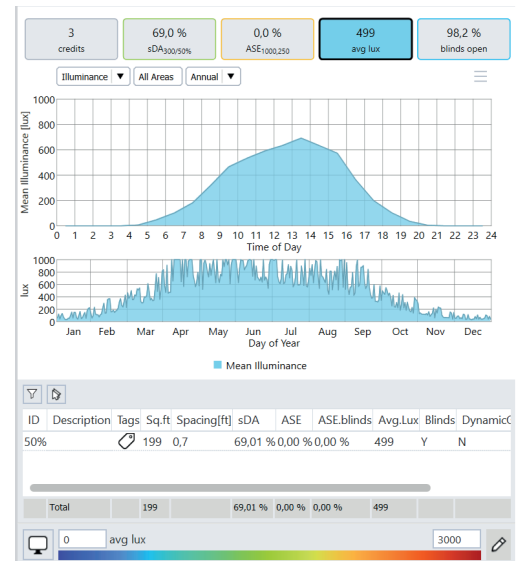 3 69,0 % 0,0 % 499 98,2 %
credits sDA300/50% ASE1000,250 avg lux blinds open
Illuminance ▼ All Areas Annual ▼
Mean Illuminance [lux]
1000
800
600
400
200
0
0 1 2 3 4 5 6 7 8 9 10 11 12 13 14 15 16 17 18 19 20 21 22 23 24
Time of Day
lux
1000
800
600
400
200
0
Jan Feb Mar Apr May Jun Jul Aug Sep Oct Nov Dec
Day of Year
Mean Illuminance
ID Description Tags Sq.ft Spacing[ft] sDA ASE ASE.blinds Avg.Lux Blinds DynamicG
50% 199 0,7 69,01 % 0,00 % 0,00 % 499 Y N
Total 199 69,01 % 0,00 % 0,00 % 499
0 avg lux 3000